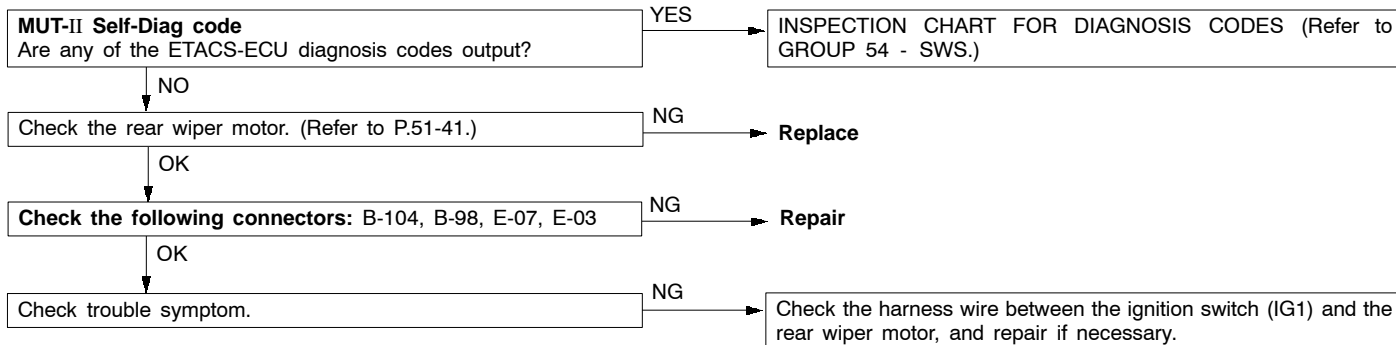 MUT-II Self-Diag code
Are any of the ETACS-ECU diagnosis codes output?
YES
INSPECTION CHART FOR DIAGNOSIS CODES (Refer to
GROUP 54 - SWS.)
NO
Check the rear wiper motor. (Refer to P.51-41.)
NG
Replace
OK
Check the following connectors: B-104, B-98, E-07, E-03
NG
Repair
OK
Check trouble symptom.
NG
Check the harness wire between the ignition switch (IG1) and the
rear wiper motor, and repair if necessary.